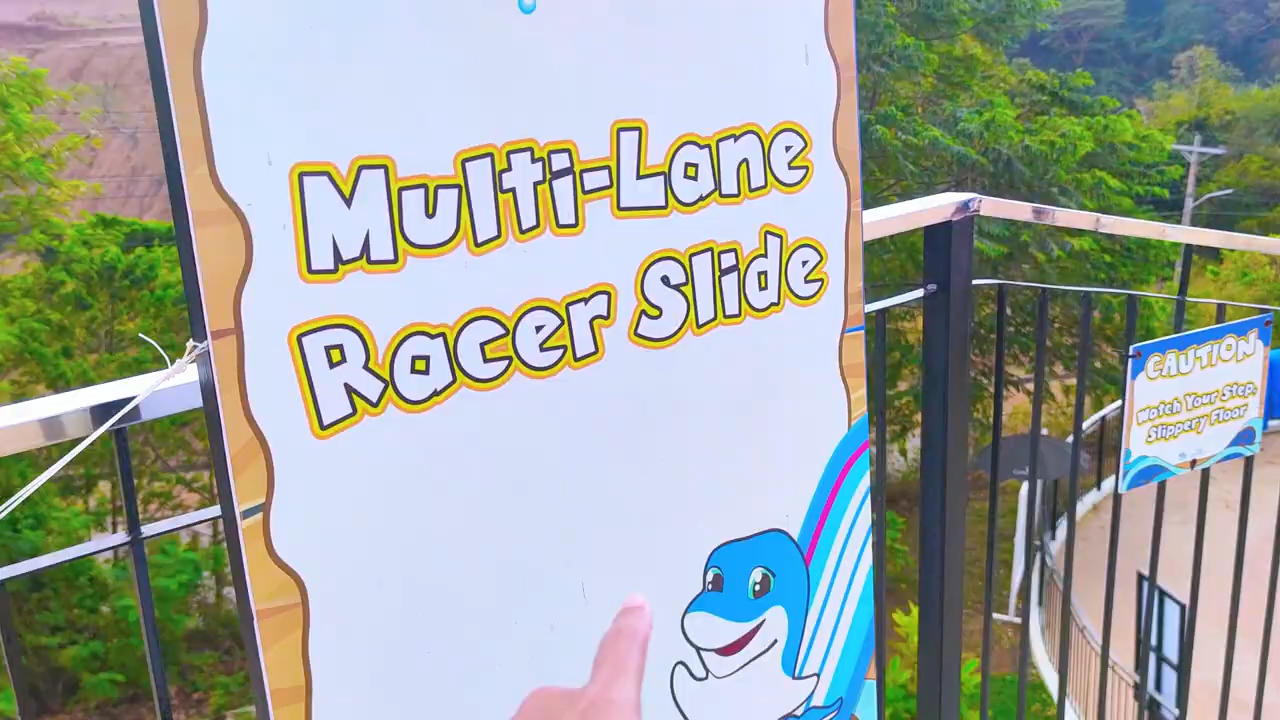 Multi-Lane
Racer Slide
CAUTION
Watch Your Step,
Slippery Floor